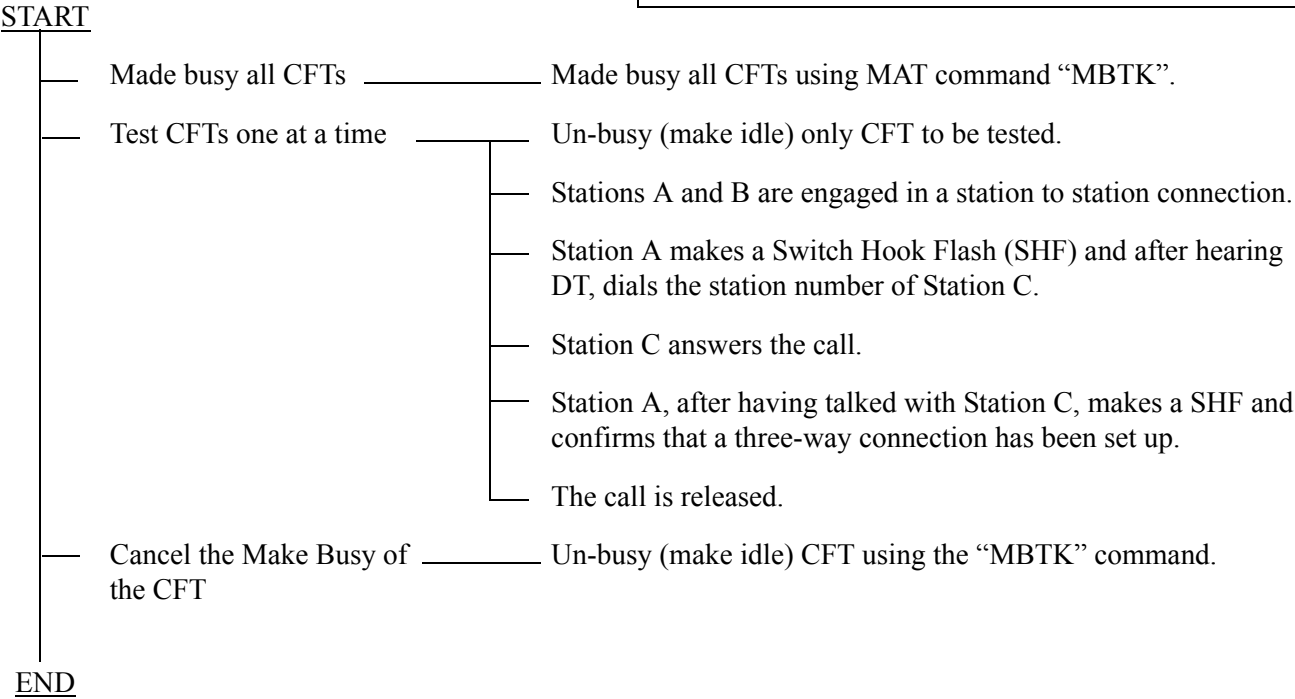 START
Made busy all CFTs
Made busy all CFTs using MAT command “MBTK”.
Test CFTs one at a time
Un-busy (make idle) only CFT to be tested.
Stations A and B are engaged in a station to station connection.
Station A makes a Switch Hook Flash (SHF) and after hearing
DT, dials the station number of Station C.
Station C answers the call.
Station A, after having talked with Station C, makes a SHF and
confirms that a three-way connection has been set up.
The call is released.
Cancel the Make Busy of
the CFT
Un-busy (make idle) CFT using the “MBTK” command.
END